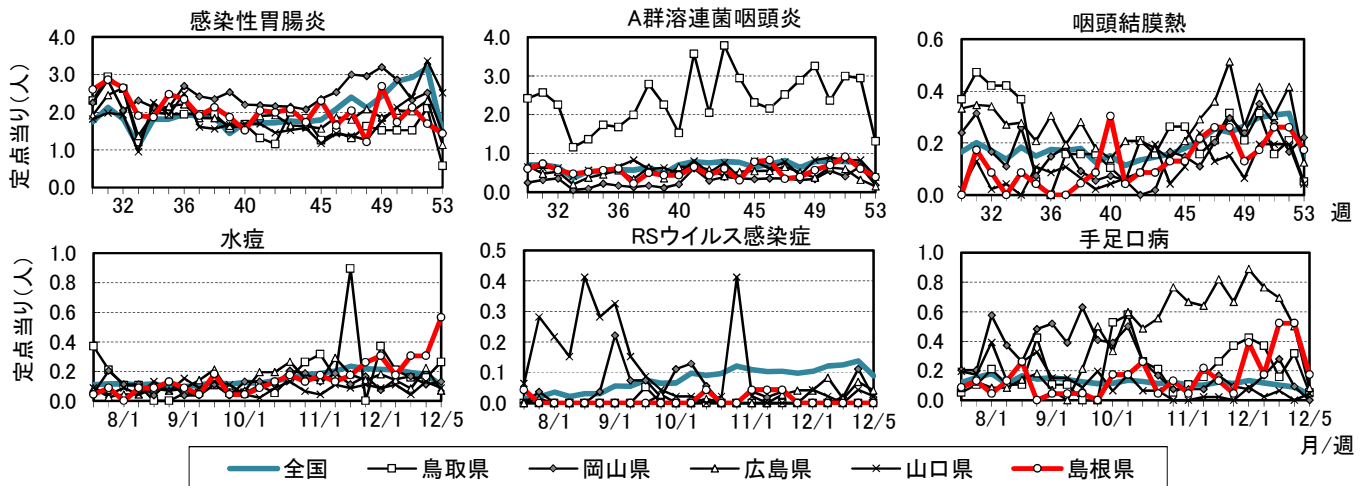 感染性胃腸炎
A群溶連菌咽頭炎
咽頭結膜熱
定点当り(人)
4.0
3.0
2.0
1.0
0.0
32 36 40 45 49 53
4.0
3.0
2.0
1.0
0.0
32 36 40 45 49 53
0.6
0.4
0.2
0.0
32 36 40 45 49 53 週
水痘
RSウイルス感染症
手足口病
定点当り(人)
1.0
0.8
0.6
0.4
0.2
0.0
8/1 9/1 10/1 11/1 12/1 12/5
0.5
0.4
0.3
0.2
0.1
0.0
8/1 9/1 10/1 11/1 12/1 12/5
1.0
0.8
0.6
0.4
0.2
0.0
8/1 9/1 10/1 11/1 12/1 12/5
月/週
全国 鳥取県 岡山県 広島県 山口県 島根県